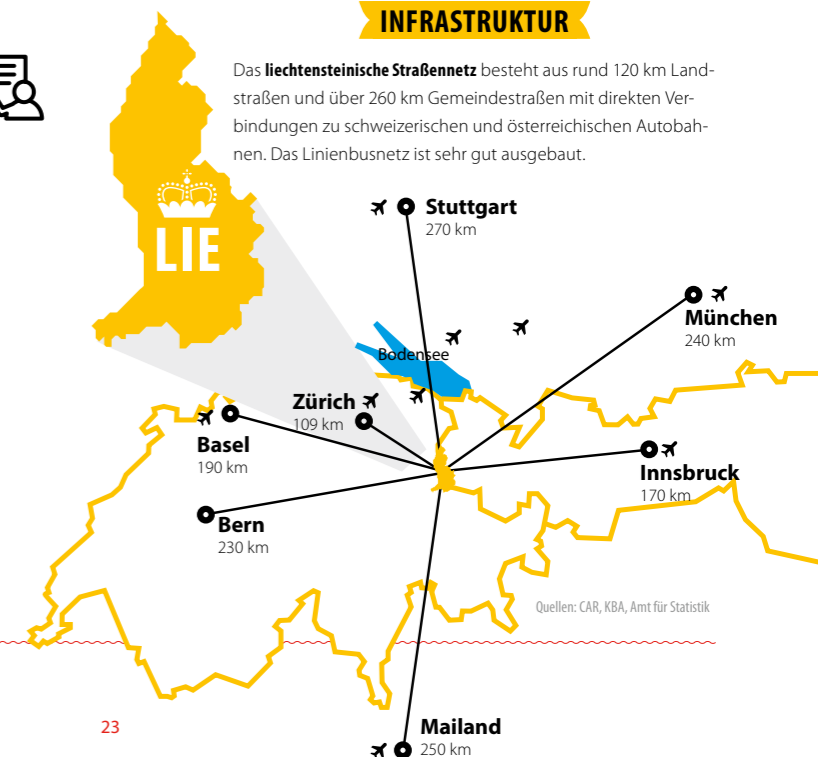 INFRASTRUKTUR
Das liechtensteinische Straßennetz besteht aus rund 120 km Land-
straßen und über 260 km Gemeindestraßen mit direkten Ver-
bindungen zu schweizerischen und österreichischen Autobah-
nen. Das Linienbusnetz ist sehr gut ausgebaut.
LIE
Stuttgart
270 km
München
240 km
Bodensee
Zürich
109 km
Basel
190 km
Innsbruck
170 km
Bern
230 km
Quellen: CAR, KBA, Amt für Statistik
23
Mailand
250 km